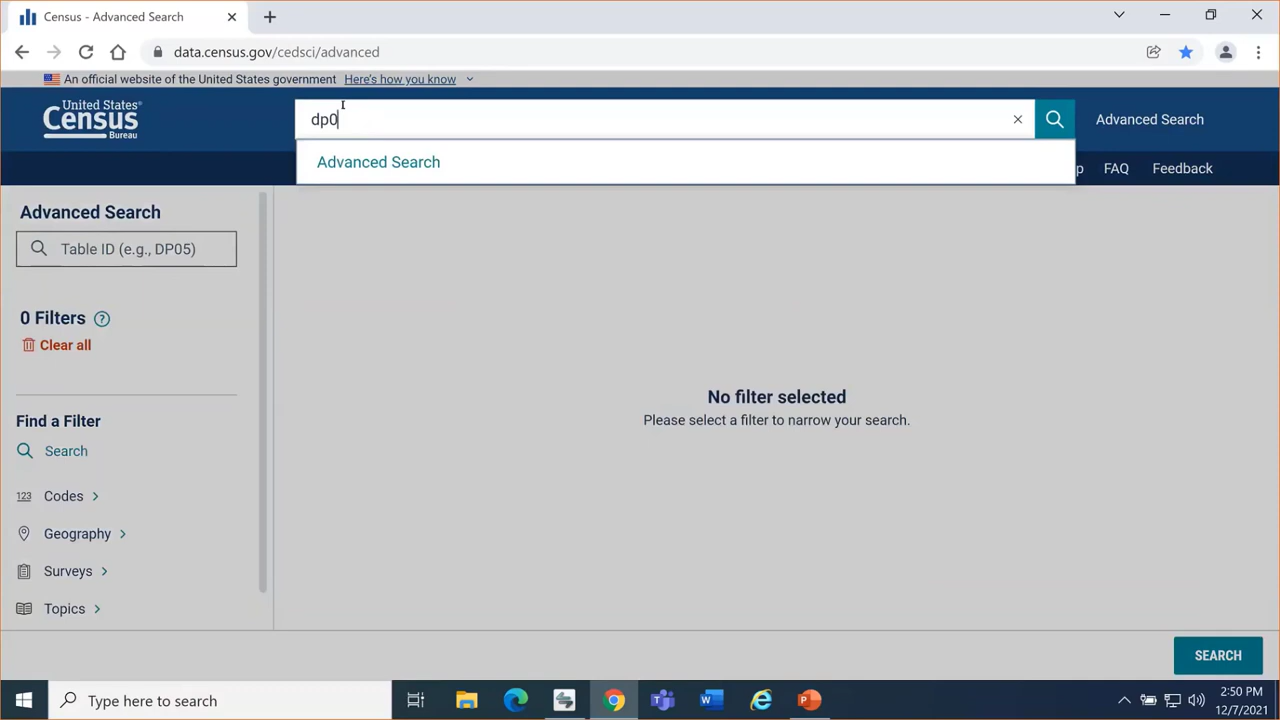 Census - Advanced Search
data.census.gov/cedsci/advanced
An official website of the United States government Here's how you know
United States
Census
Bureau
dp0
Advanced Search
Advanced Search
p FAQ Feedback
Advanced Search
Table ID (e.g., DP05)
0 Filters ?
Clear all
Find a Filter
Search
123 Codes
Geography
Surveys
Topics
No filter selected
Please select a filter to narrow your search.
SEARCH
Type here to search
2:50 PM
12/7/2021